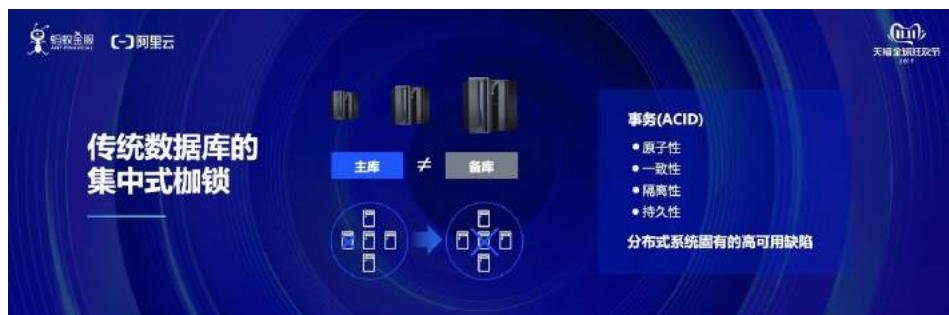 蚂蚁金服
ANT FINANCIAL
阿里云
天猫全球狂欢节
2019
传统数据库的
集中式枷锁
主库
≠
备库
事务(ACID)
• 原子性
• 一致性
• 隔离性
• 持久性
分布式系统固有的高可用缺陷